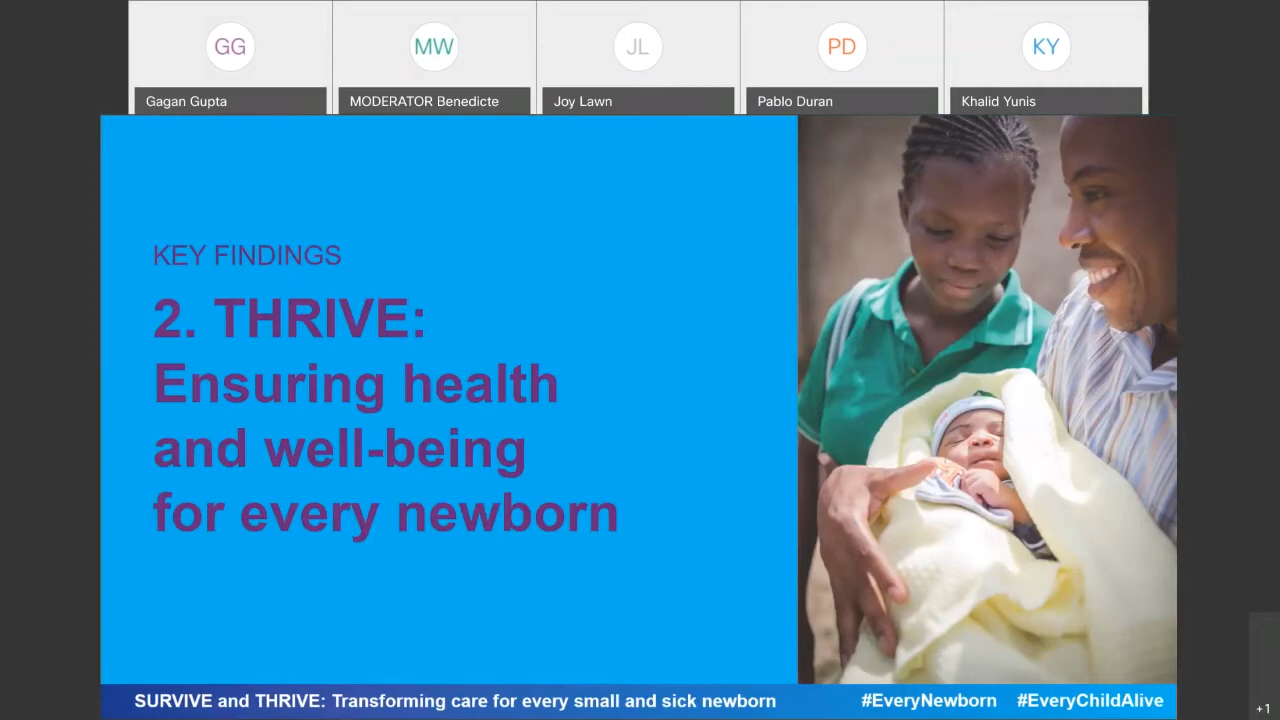 GG
MW
JL
PD
KY
Gagan Gupta
MODERATOR Benedicte
Joy Lawn
Pablo Duran
Khalid Yunis
KEY FINDINGS
2. THRIVE:
Ensuring health
and well-being
for every newborn
SURVIVE and THRIVE: Transforming care for every small and sick newborn
#EveryNewborn #EveryChildAlive
+1